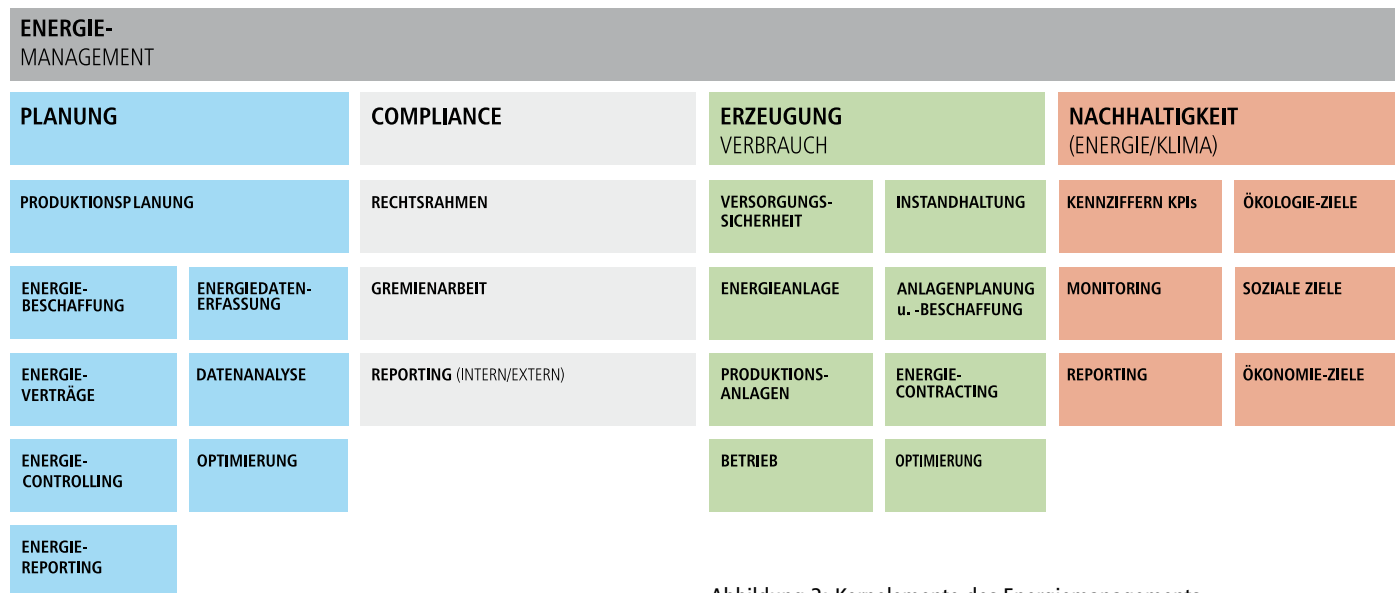 ENERGIE-
MANAGEMENT
PLANUNG
PRODUKTIONSPLANUNG
ENERGIE-
BESCHAFFUNG
ENERGIEDATEN-
ERFASSUNG
ENERGIE-
VERTRÄGE
DATENANALYSE
ENERGIE-
CONTROLLING
OPTIMIERUNG
ENERGIE-
REPORTING
COMPLIANCE
RECHTSRAHMEN
GREMIENARBEIT
REPORTING (INTERN/EXTERN)
ERZEUGUNG
VERBRAUCH
VERSORGUNGS-
SICHERHEIT
INSTANDHALTUNG
ENERGIEANLAGE
ANLAGENPLANUNG
u. -BESCHAFFUNG
PRODUKTIONS-
ANLAGEN
ENERGIE-
CONTRACTING
BETRIEB
OPTIMIERUNG
NACHHALTIGKEIT
(ENERGIE/KLIMA)
KENNZIFFERN KPIs
ÖKOLOGIE-ZIELE
MONITORING
SOZIALE ZIELE
REPORTING
ÖKONOMIE-ZIELE